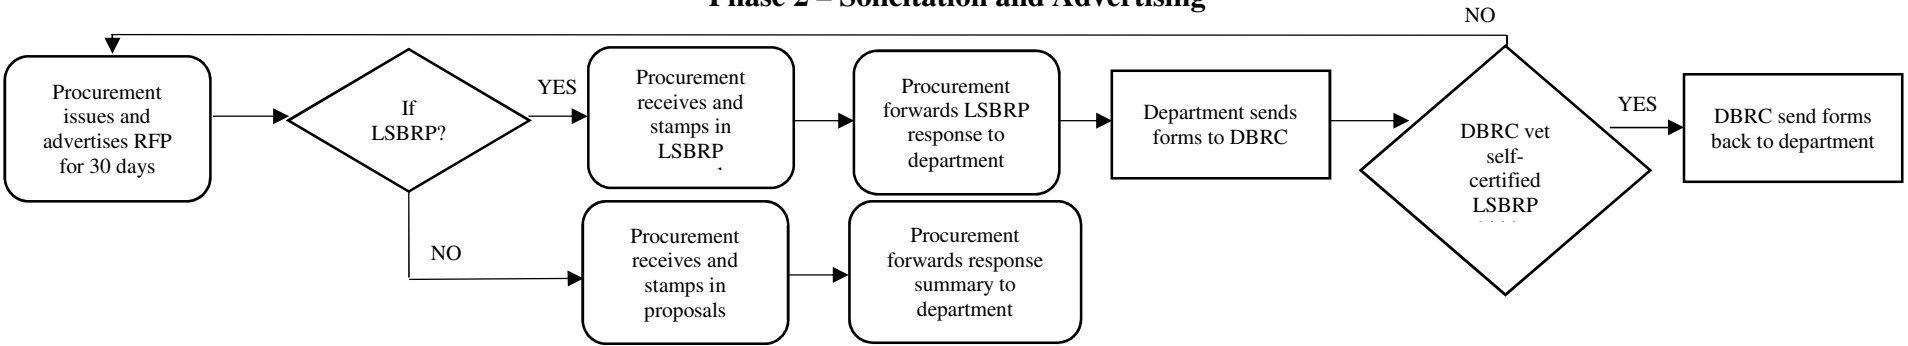 Phase 2 – Solicitation and Advertising
NO
Procurement
issues and
advertises RFP
for 30 days
If
LSBRP?
YES
Procurement
receives and
stamps in
LSBRP
Procurement
forwards LSBRP
response to
department
Department sends
forms to DBRC
DBRC vet
self-
certified
LSBRP
YES
DBRC send forms
back to department
NO
Procurement
receives and
stamps in
proposals
Procurement
forwards response
summary to
department